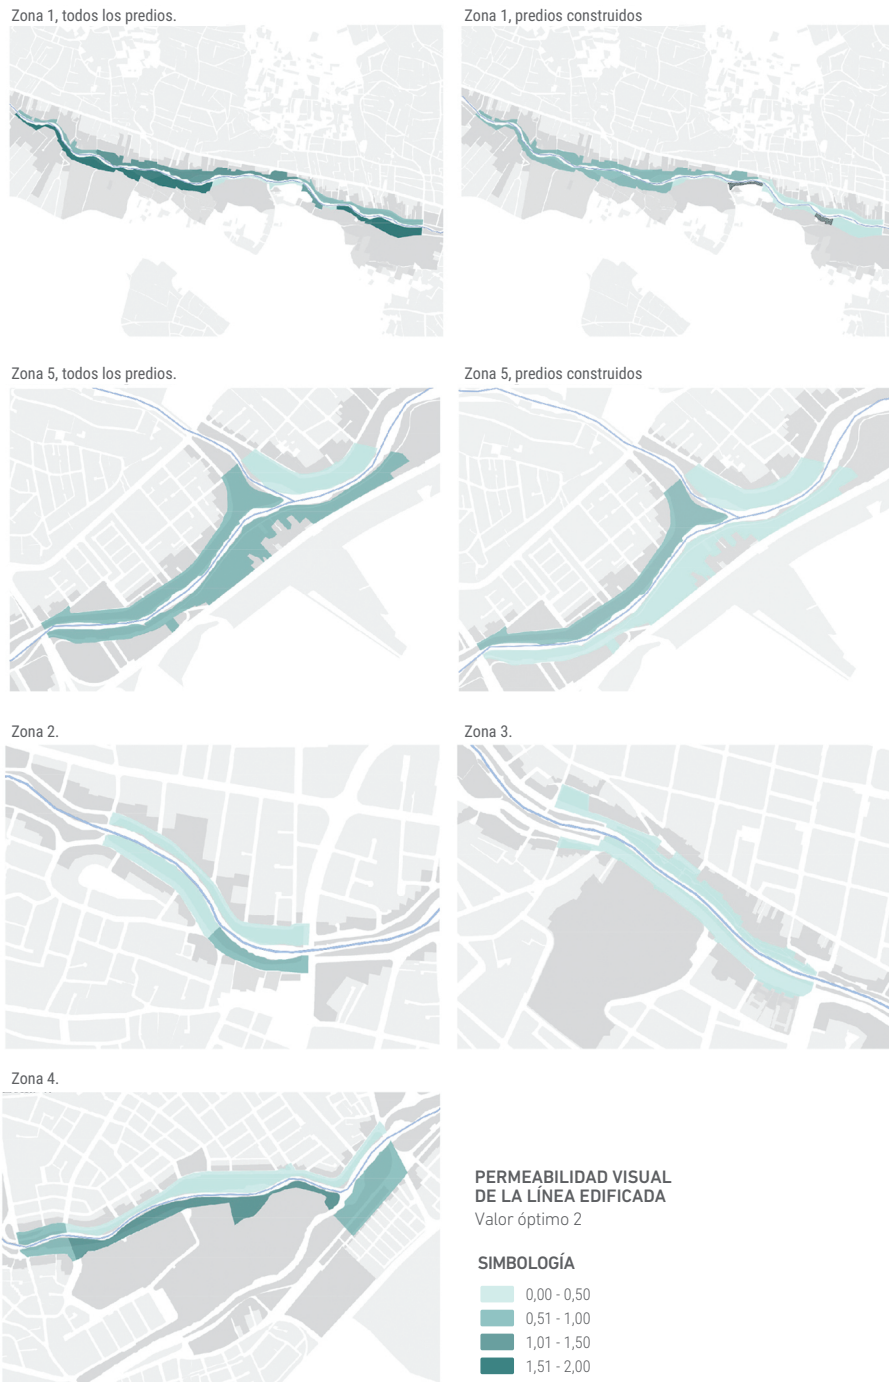 Zona 1, todos los predios.
Zona 1, predios construidos
Zona 5, todos los predios.
Zona 5, predios construidos
Zona 2.
Zona 3.
Zona 4.
PERMEABILIDAD VISUAL
DE LA LÍNEA EDIFICADA
Valor óptimo 2
SIMBOLOGÍA
0,00 - 0,50
0,51 - 1,00
1,01 - 1,50
1,51 - 2,00